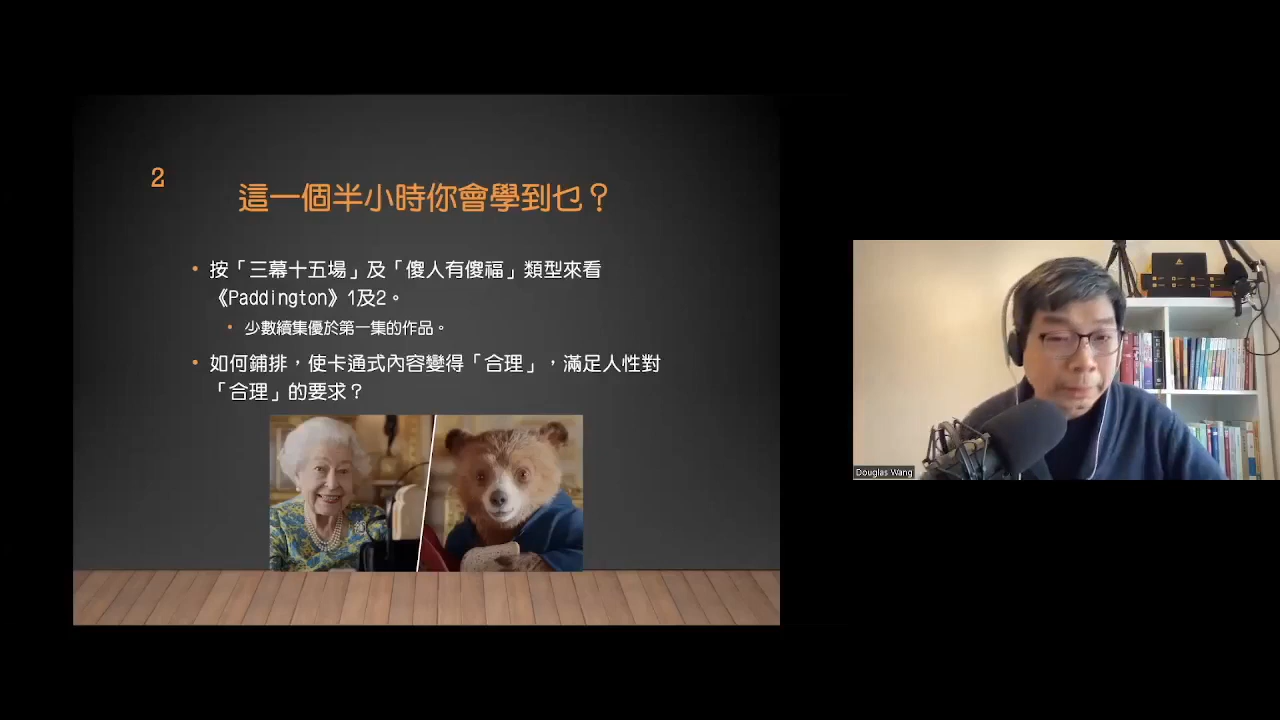 2
這一個半小時你會學到乜？
• 按「三幕十五場」及「傻人有傻福」類型來看
《Paddington》1及2。
• 少數續集優於第一集的作品。
• 如何鋪排，使卡通式內容變得「合理」，滿足人性對
「合理」的要求？
Douglas Wang